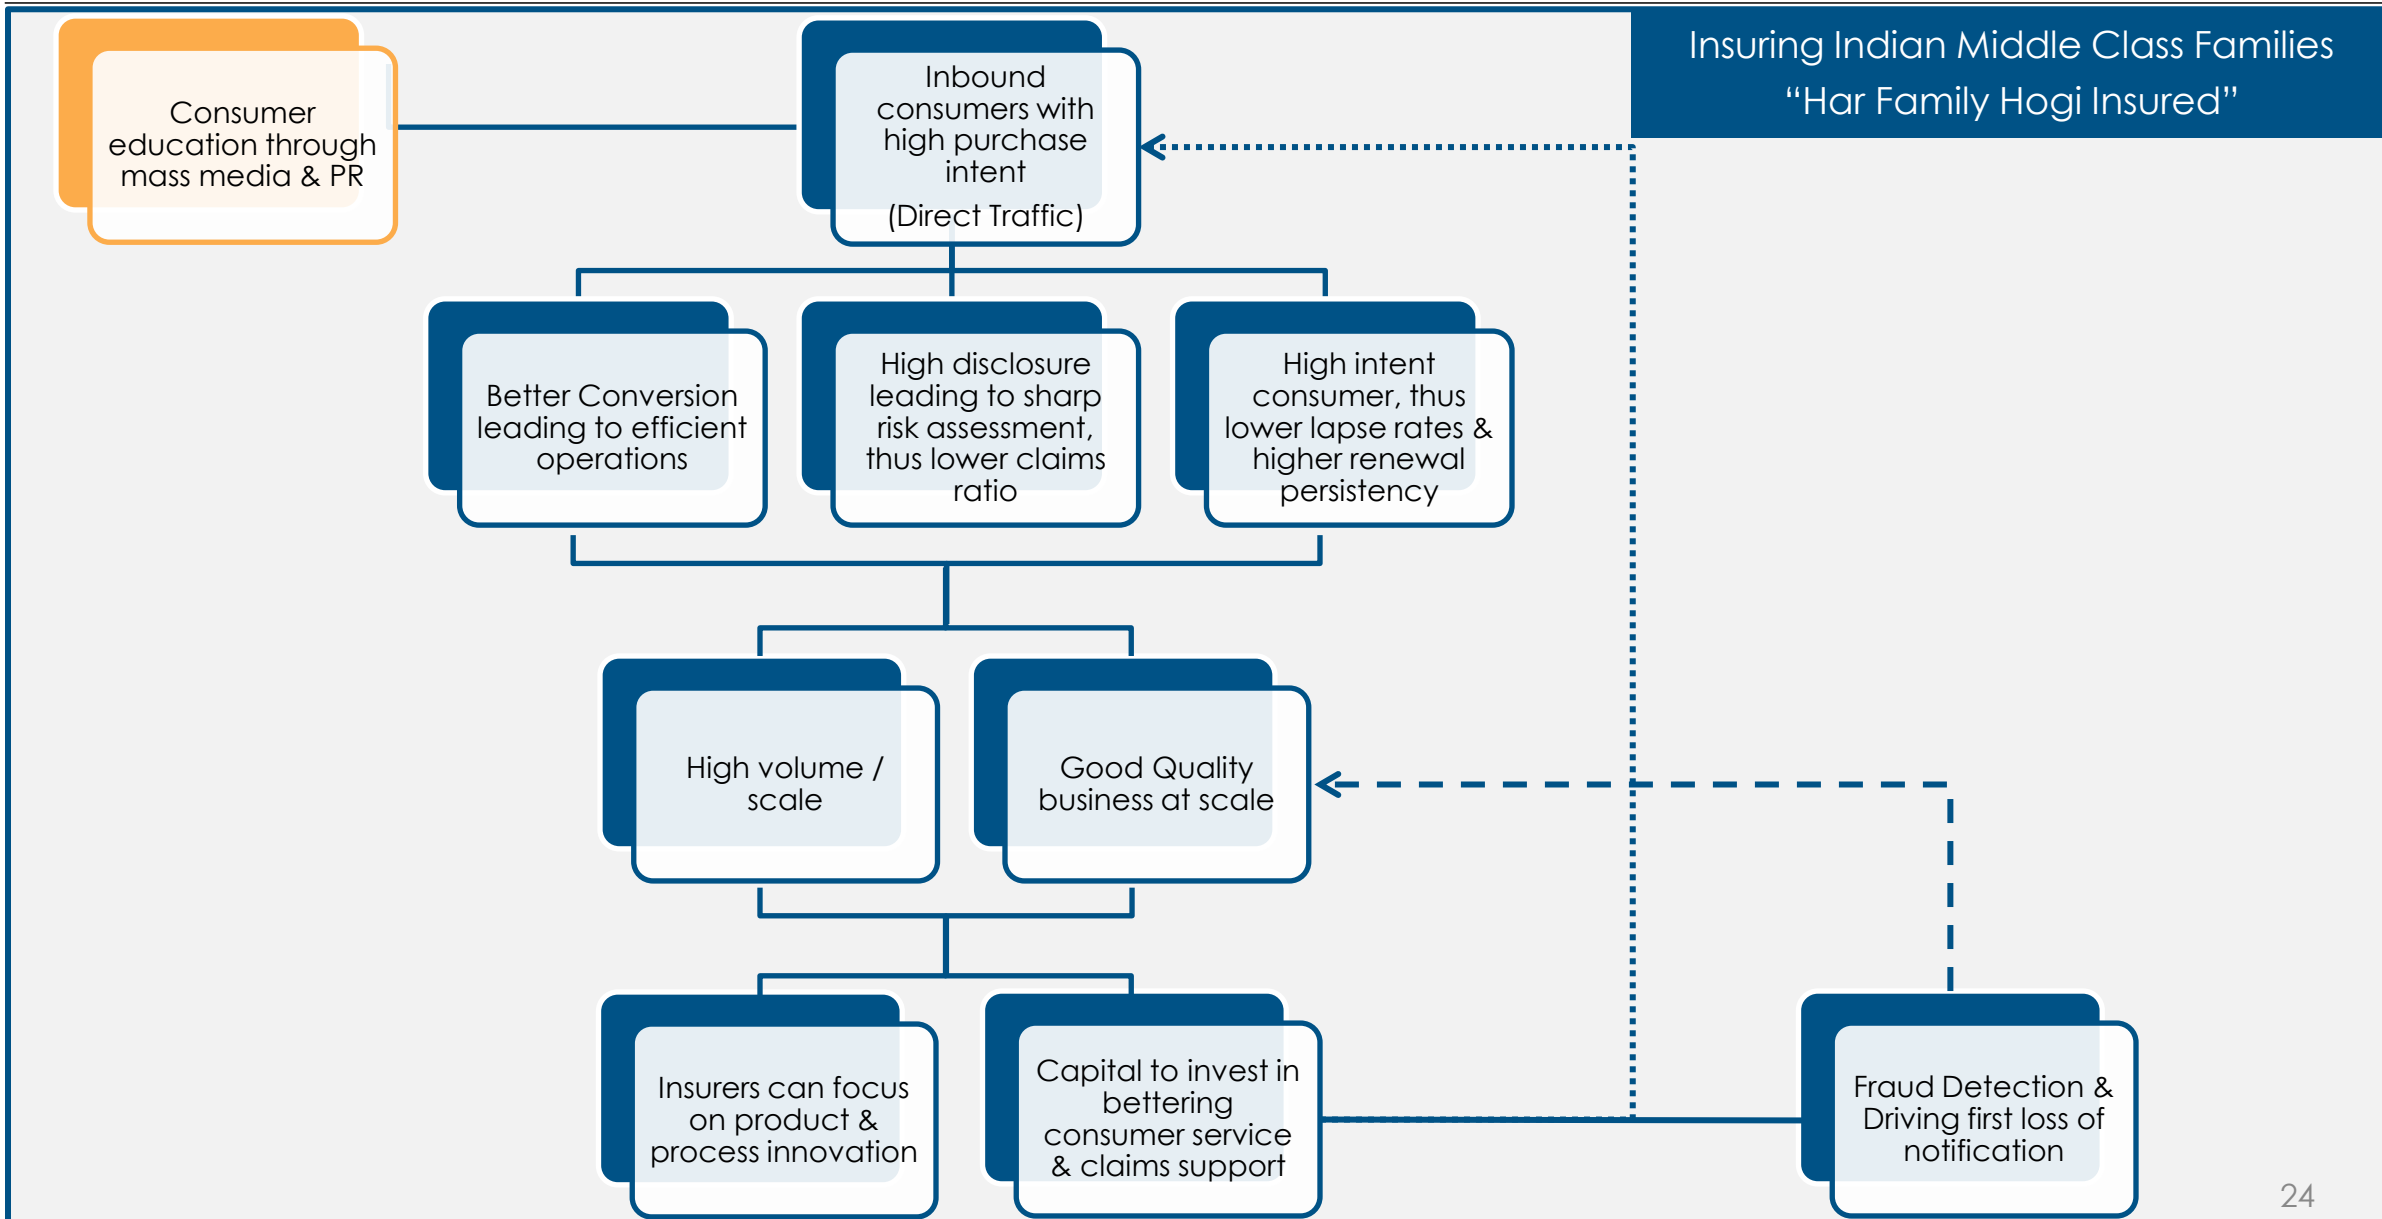 Insuring Indian Middle Class Families
“Har Family Hogi Insured”
Consumer
education through
mass media & PR
Inbound
consumers with
high purchase
intent
(Direct Traffic)
Better Conversion
leading to efficient
operations
High disclosure
leading to sharp
risk assessment,
thus lower claims
ratio
High intent
consumer, thus
lower lapse rates &
higher renewal
persistency
High volume /
scale
Good Quality
business at scale
Insurers can focus
on product &
process innovation
Capital to invest in
bettering
consumer service
& claims support
Fraud Detection &
Driving first loss of
notification
24